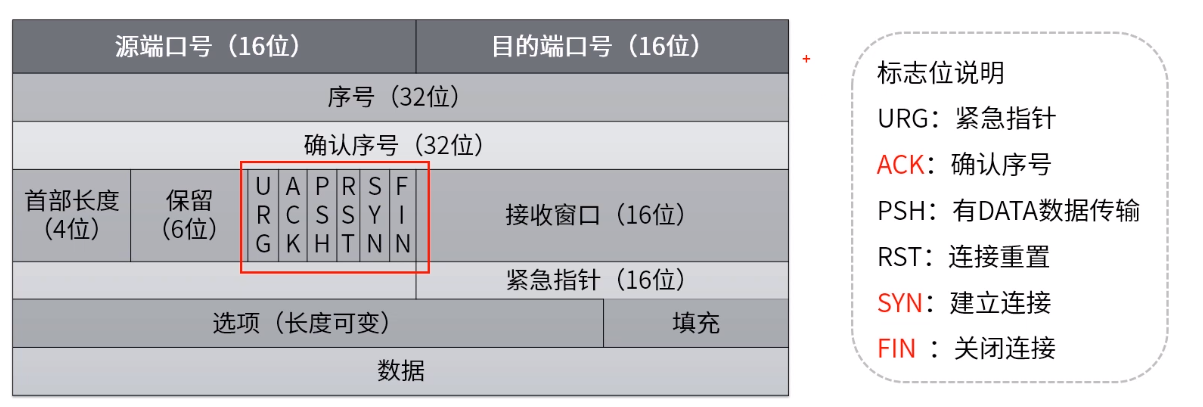 源端口号（16位）
目的端口号（16位）
序号（32位）
确认序号（32位）
首部长度
（4位）
保留
（6位）
URG
ACK
PSH
RST
SYN
FIN
接收窗口（16位）
紧急指针（16位）
选项（长度可变）
填充
数据
标志位说明
URG：紧急指针
ACK：确认序号
PSH：有DATA数据传输
RST：连接重置
SYN：建立连接
FIN ：关闭连接